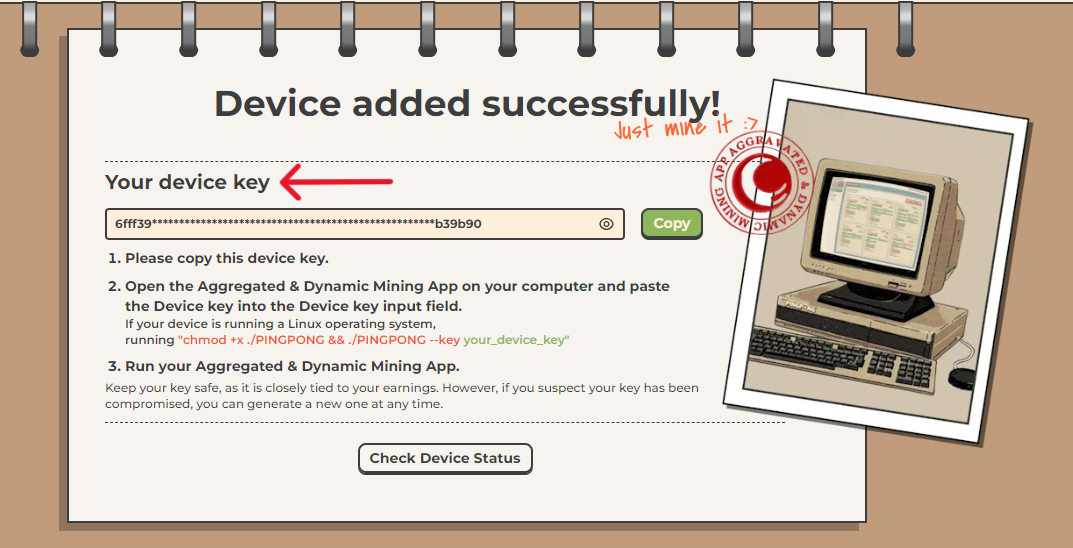 Device added successfully!
Just mine it :7
Your device key
6fff39****************************************************b39b90
Copy
1. Please copy this device key.
2. Open the Aggregated & Dynamic Mining App on your computer and paste
the Device key into the Device key input field.
If your device is running a Linux operating system,
running "chmod +x ./PINGPONG && ./PINGPONG --key your_device_key"
3. Run your Aggregated & Dynamic Mining App.
Keep your key safe, as it is closely tied to your earnings. However, if you suspect your key has been
compromised, you can generate a new one at any time.
Check Device Status
AGGRAVATED & DYNAMIC MINING APP